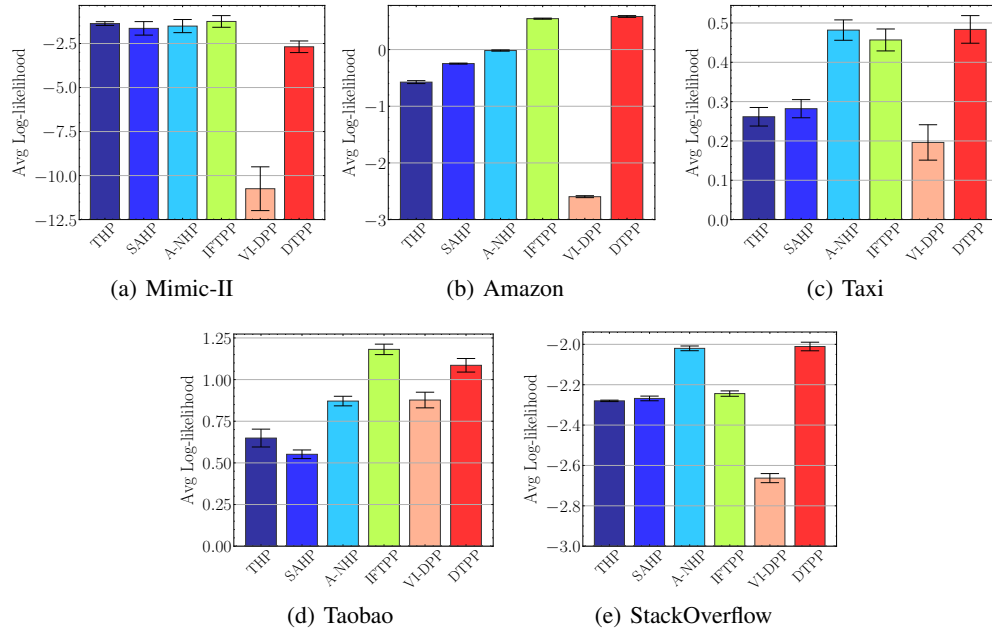 Avg Log-likelihood
−2.5
−5.0
−7.5
−10.0
−12.5
THP
SAHP
A-NHP
IFTPP
VI-DPP
DTPP
(a) Mimic-II
Avg Log-likelihood
0
−1
−2
−3
THP
SAHP
A-NHP
IFTPP
VI-DPP
DTPP
(b) Amazon
Avg Log-likelihood
0.5
0.4
0.3
0.2
0.1
0.0
THP
SAHP
A-NHP
IFTPP
VI-DPP
DTPP
(c) Taxi
Avg Log-likelihood
1.25
1.00
0.75
0.50
0.25
0.00
THP
SAHP
A-NHP
IFTPP
VI-DPP
DTPP
(d) Taobao
Avg Log-likelihood
−2.0
−2.2
−2.4
−2.6
−2.8
−3.0
THP
SAHP
A-NHP
IFTPP
VI-DPP
DTPP
(e) StackOverflow